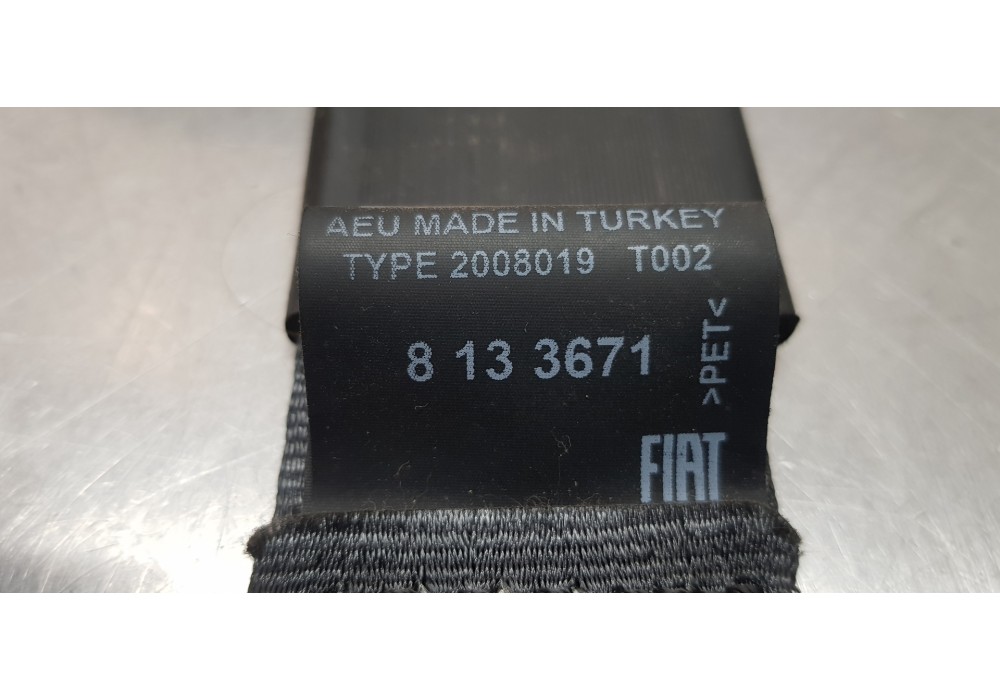 AEU MADE IN TURKEY
TYPE 2008019 T002
8 13 3671
>PET<
FIAT